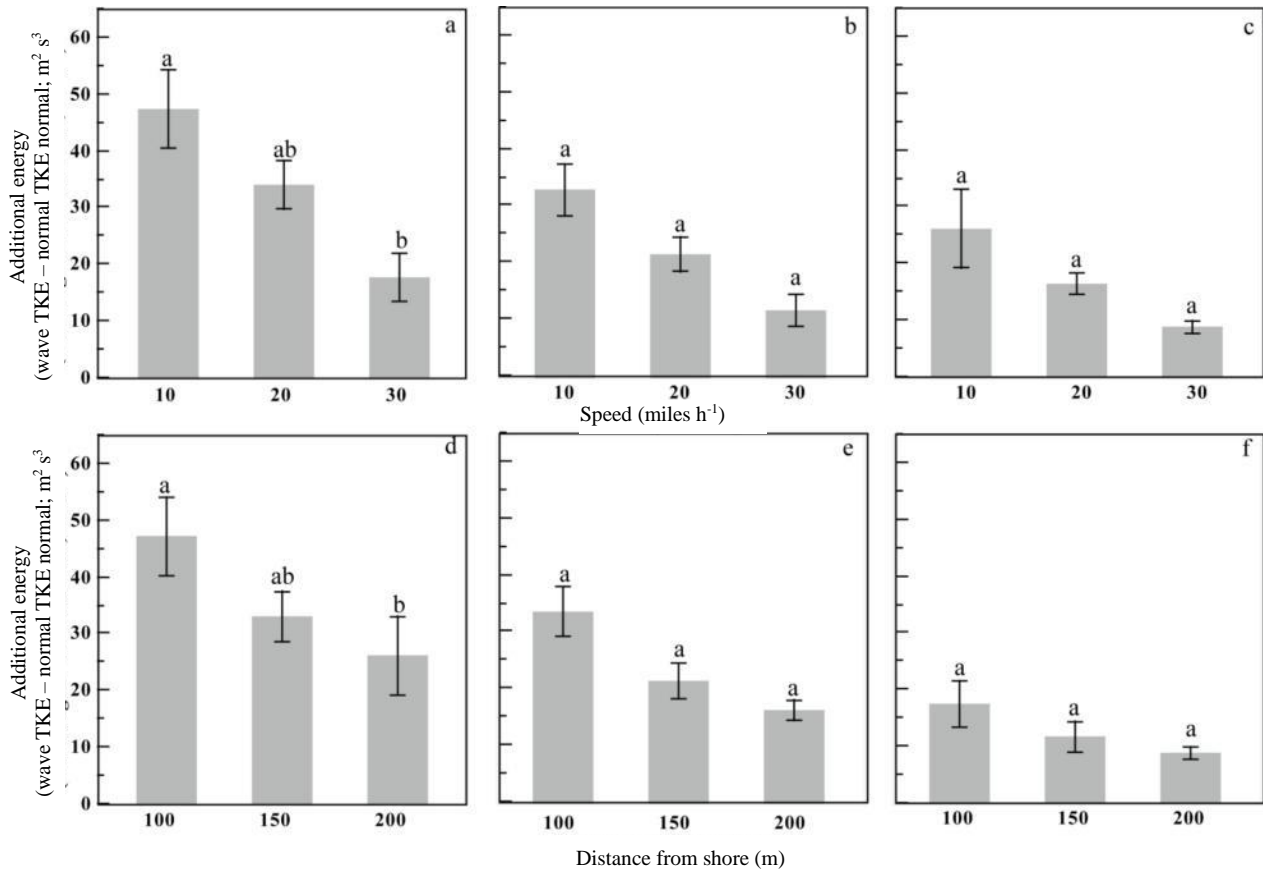 a
b
c
Additional energy
(wave TKE – normal TKE normal; m² s³
60
50
40
30
20
10
0
a
ab
b
a
a
a
a
a
a
10
20
30
10
20
30
10
20
30
Speed (miles h⁻¹)
d
e
f
Additional energy
(wave TKE – normal TKE normal; m² s³
60
50
40
30
20
10
0
a
ab
b
a
a
a
a
a
a
100
150
200
100
150
200
100
150
200
Distance from shore (m)